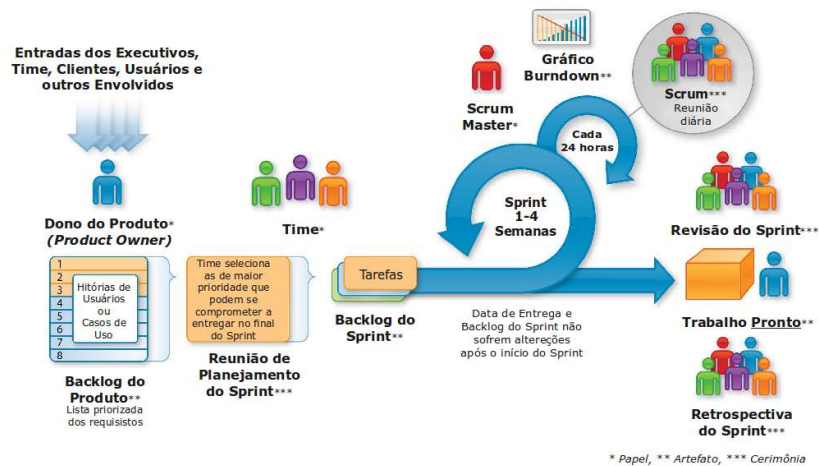 Entradas dos Executivos,
Time, Clientes, Usuários e
outros Envolvidos
Dono do Produto*
(Product Owner)
1
2
3
4
5
6
7
8
Hitórias de
Usuários
ou
Casos de
Uso
Backlog do
Produto**
Lista priorizada
dos requisistos
Time*
Time seleciona
as de maior
prioridade que
podem se
comprometer a
entregar no final
do Sprint
Reunião de
Planejamento
do Sprint***
Tarefas
Backlog do
Sprint**
Scrum
Master*
Gráfico
Burndown**
Cada
24 horas
Scrum***
Reunião
diária
Sprint
1-4
Semanas
Data de Entrega e
Backlog do Sprint não
sofrem altereções
após o início do Sprint
Revisão do Sprint***
Trabalho Pronto**
Retrospectiva
do Sprint***
* Papel, ** Artefato, *** Cerimônia